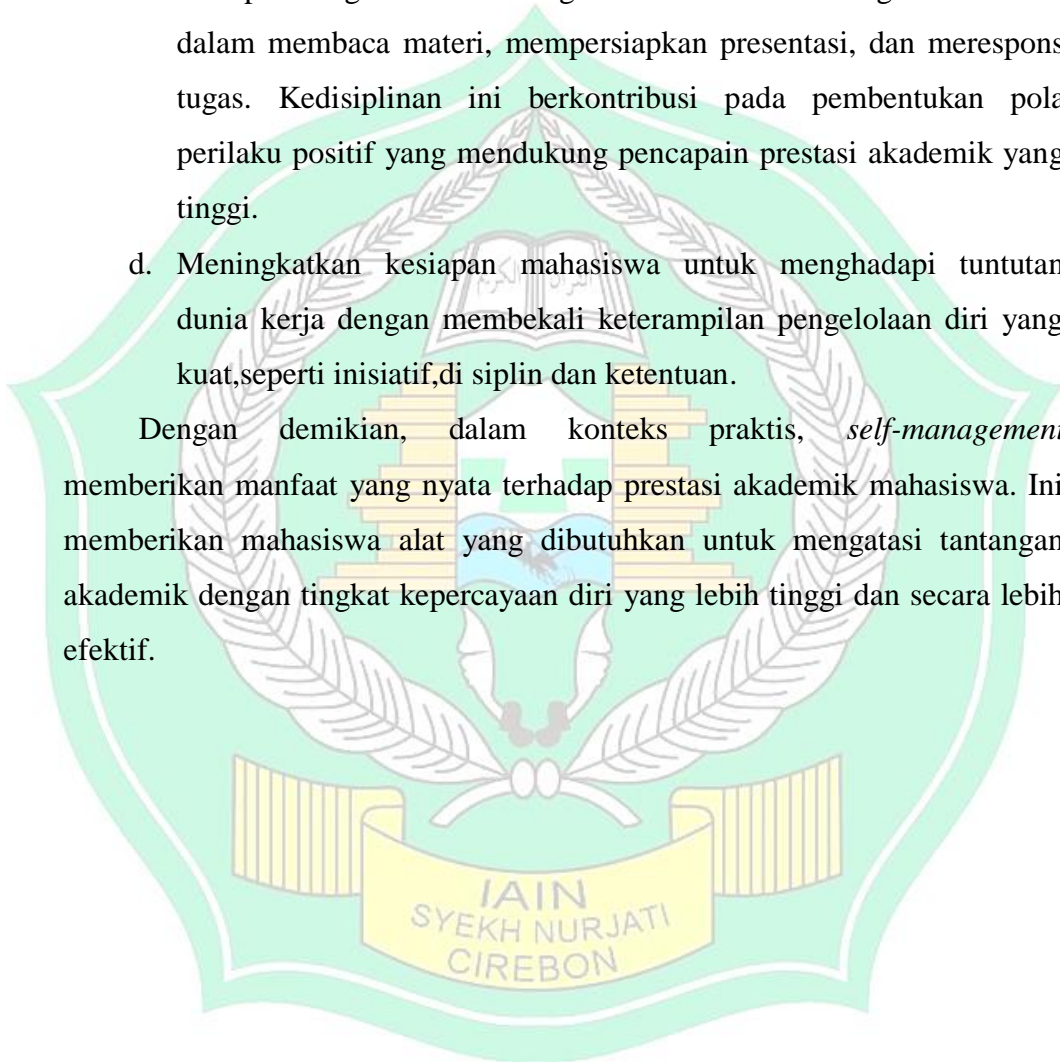 dalam membaca materi, mempersiapkan presentasi, dan merespons
tugas. Kedisiplinan ini berkontribusi pada pembentukan pola
perilaku positif yang mendukung pencapain prestasi akademik yang
tinggi.
d. Meningkatkan kesiapan mahasiswa untuk menghadapi tuntutan
dunia kerja dengan membekali keterampilan pengelolaan diri yang
kuat,seperti inisiatif,di siplin dan ketentuan.
Dengan demikian, dalam konteks praktis, self-management
memberikan manfaat yang nyata terhadap prestasi akademik mahasiswa. Ini
memberikan mahasiswa alat yang dibutuhkan untuk mengatasi tantangan
akademik dengan tingkat kepercayaan diri yang lebih tinggi dan secara lebih
efektif.
IAIN
SYEKH NURJATI
CIREBON